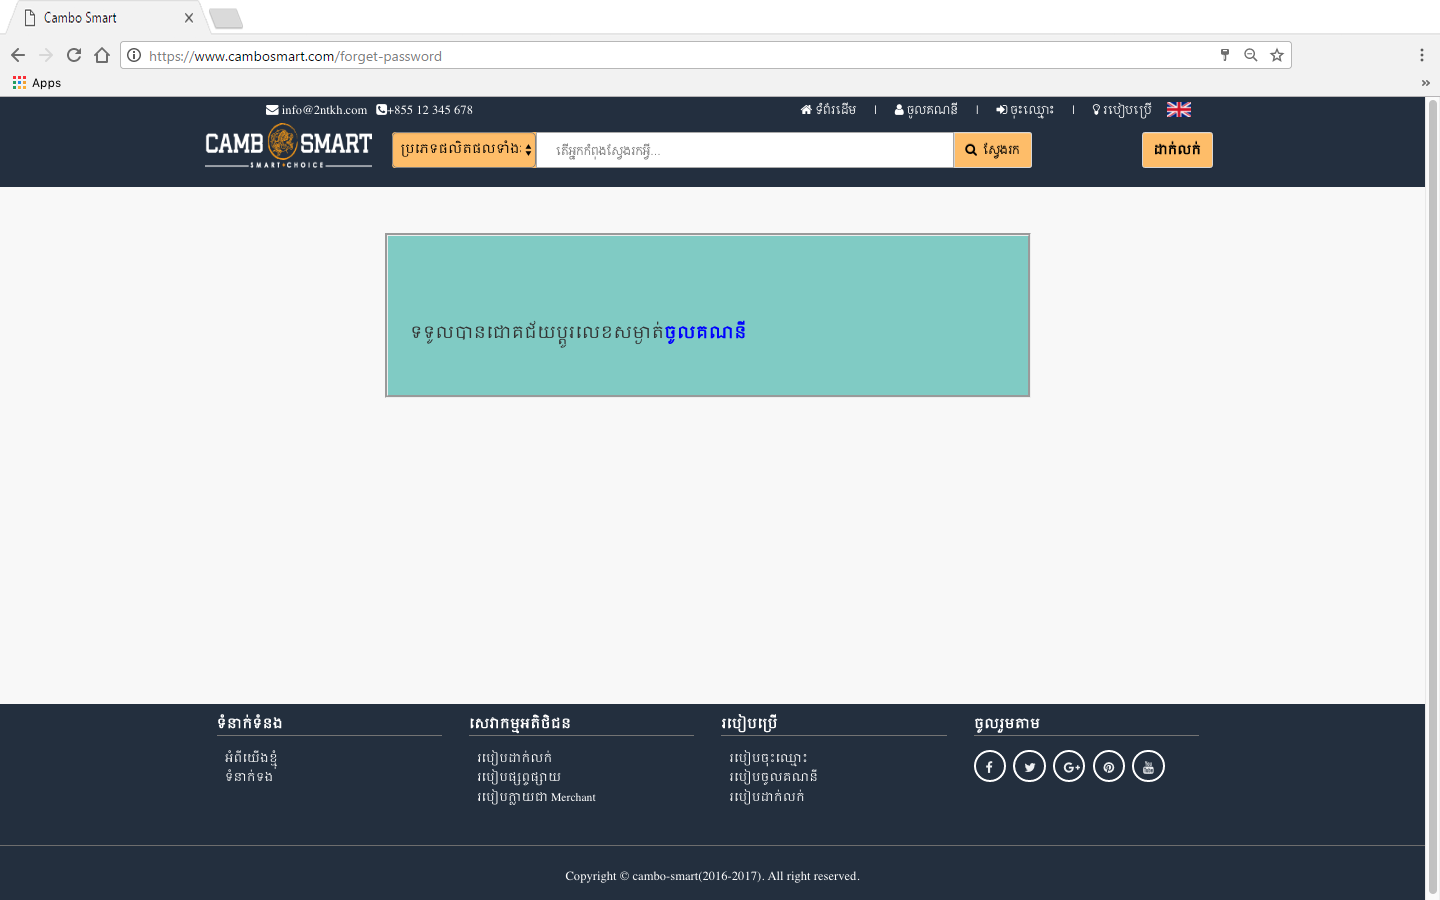 Cambo Smart
https://www.cambosmart.com/forget-password
Apps
info@2ntkh.com +855 12 345 678 ទំព័រដើម | ចូលគណនី | ចុះឈ្មោះ | របៀបប្រើ
CAMB SMART
SMART CHOICE
ប្រភេទផលិតផលទាំង តើអ្នកកំពុងស្វែងរកអ្វី... ស្វែងរក ដាក់លក់
ទទួលបានជោគជ័យប្តូរលេខសម្ងាត់ចូលគណនី
ទំនាក់ទំនង
អំពីយើងខ្ញុំ
ទំនាក់ទង
សេវាកម្មអតិថិជន
របៀបដាក់លក់
របៀបផ្សព្វផ្សាយ
របៀបក្លាយជា Merchant
របៀបប្រើ
របៀបចុះឈ្មោះ
របៀបចូលគណនី
របៀបដាក់លក់
ចូលរួមតាម
Copyright © cambo-smart(2016-2017). All right reserved.